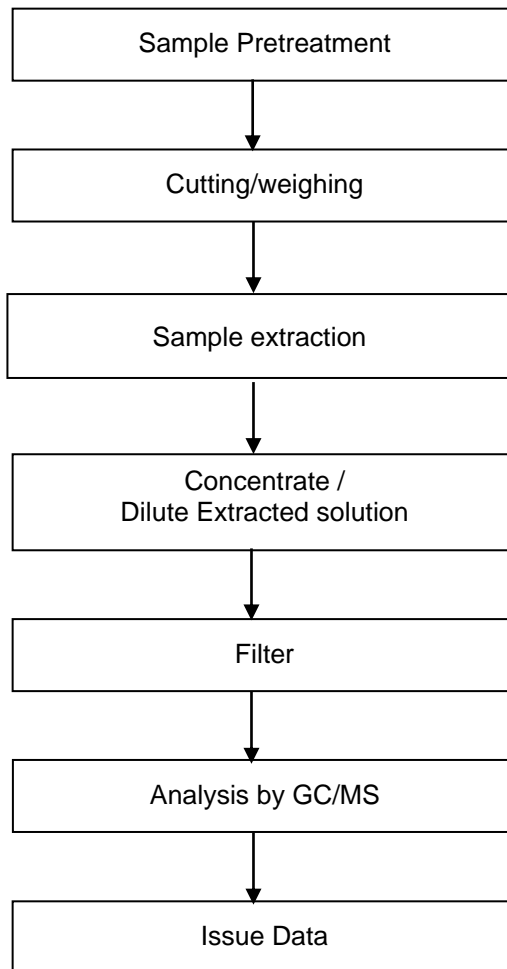 Sample Pretreatment
Cutting/weighing
Sample extraction
Concentrate /
Dilute Extracted solution
Filter
Analysis by GC/MS
Issue Data